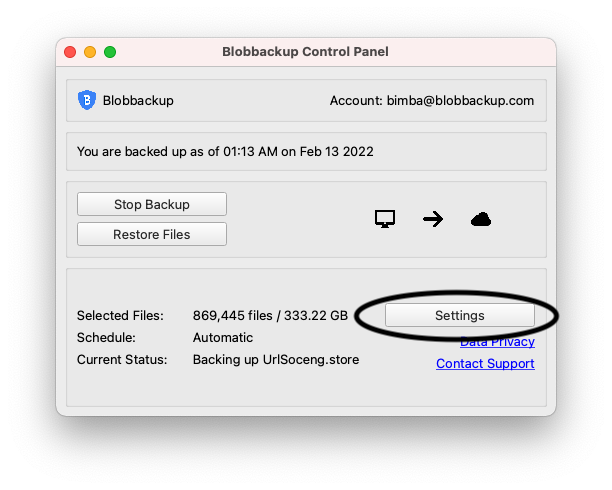 Blobbackup Control Panel
Blobbackup Account: bimba@blobbackup.com
You are backed up as of 01:13 AM on Feb 13 2022
Stop Backup
Restore Files
Selected Files: 869,445 files / 333.22 GB Settings
Schedule: Automatic Data Privacy
Current Status: Backing up UrlSoceng.store Contact Support